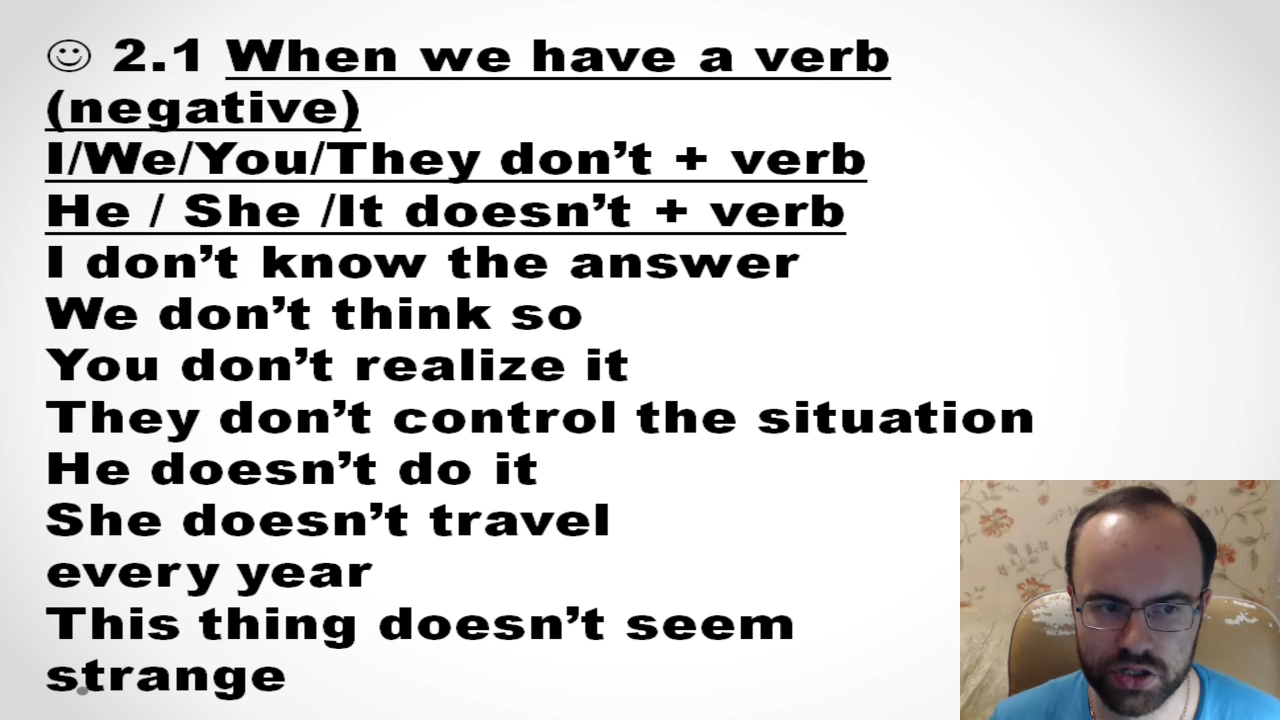 ☺ 2.1 When we have a verb
(negative)
I/We/You/They don’t + verb
He / She /It doesn’t + verb
I don’t know the answer
We don’t think so
You don’t realize it
They don’t control the situation
He doesn’t do it
She doesn’t travel
every year
This thing doesn’t seem
strange